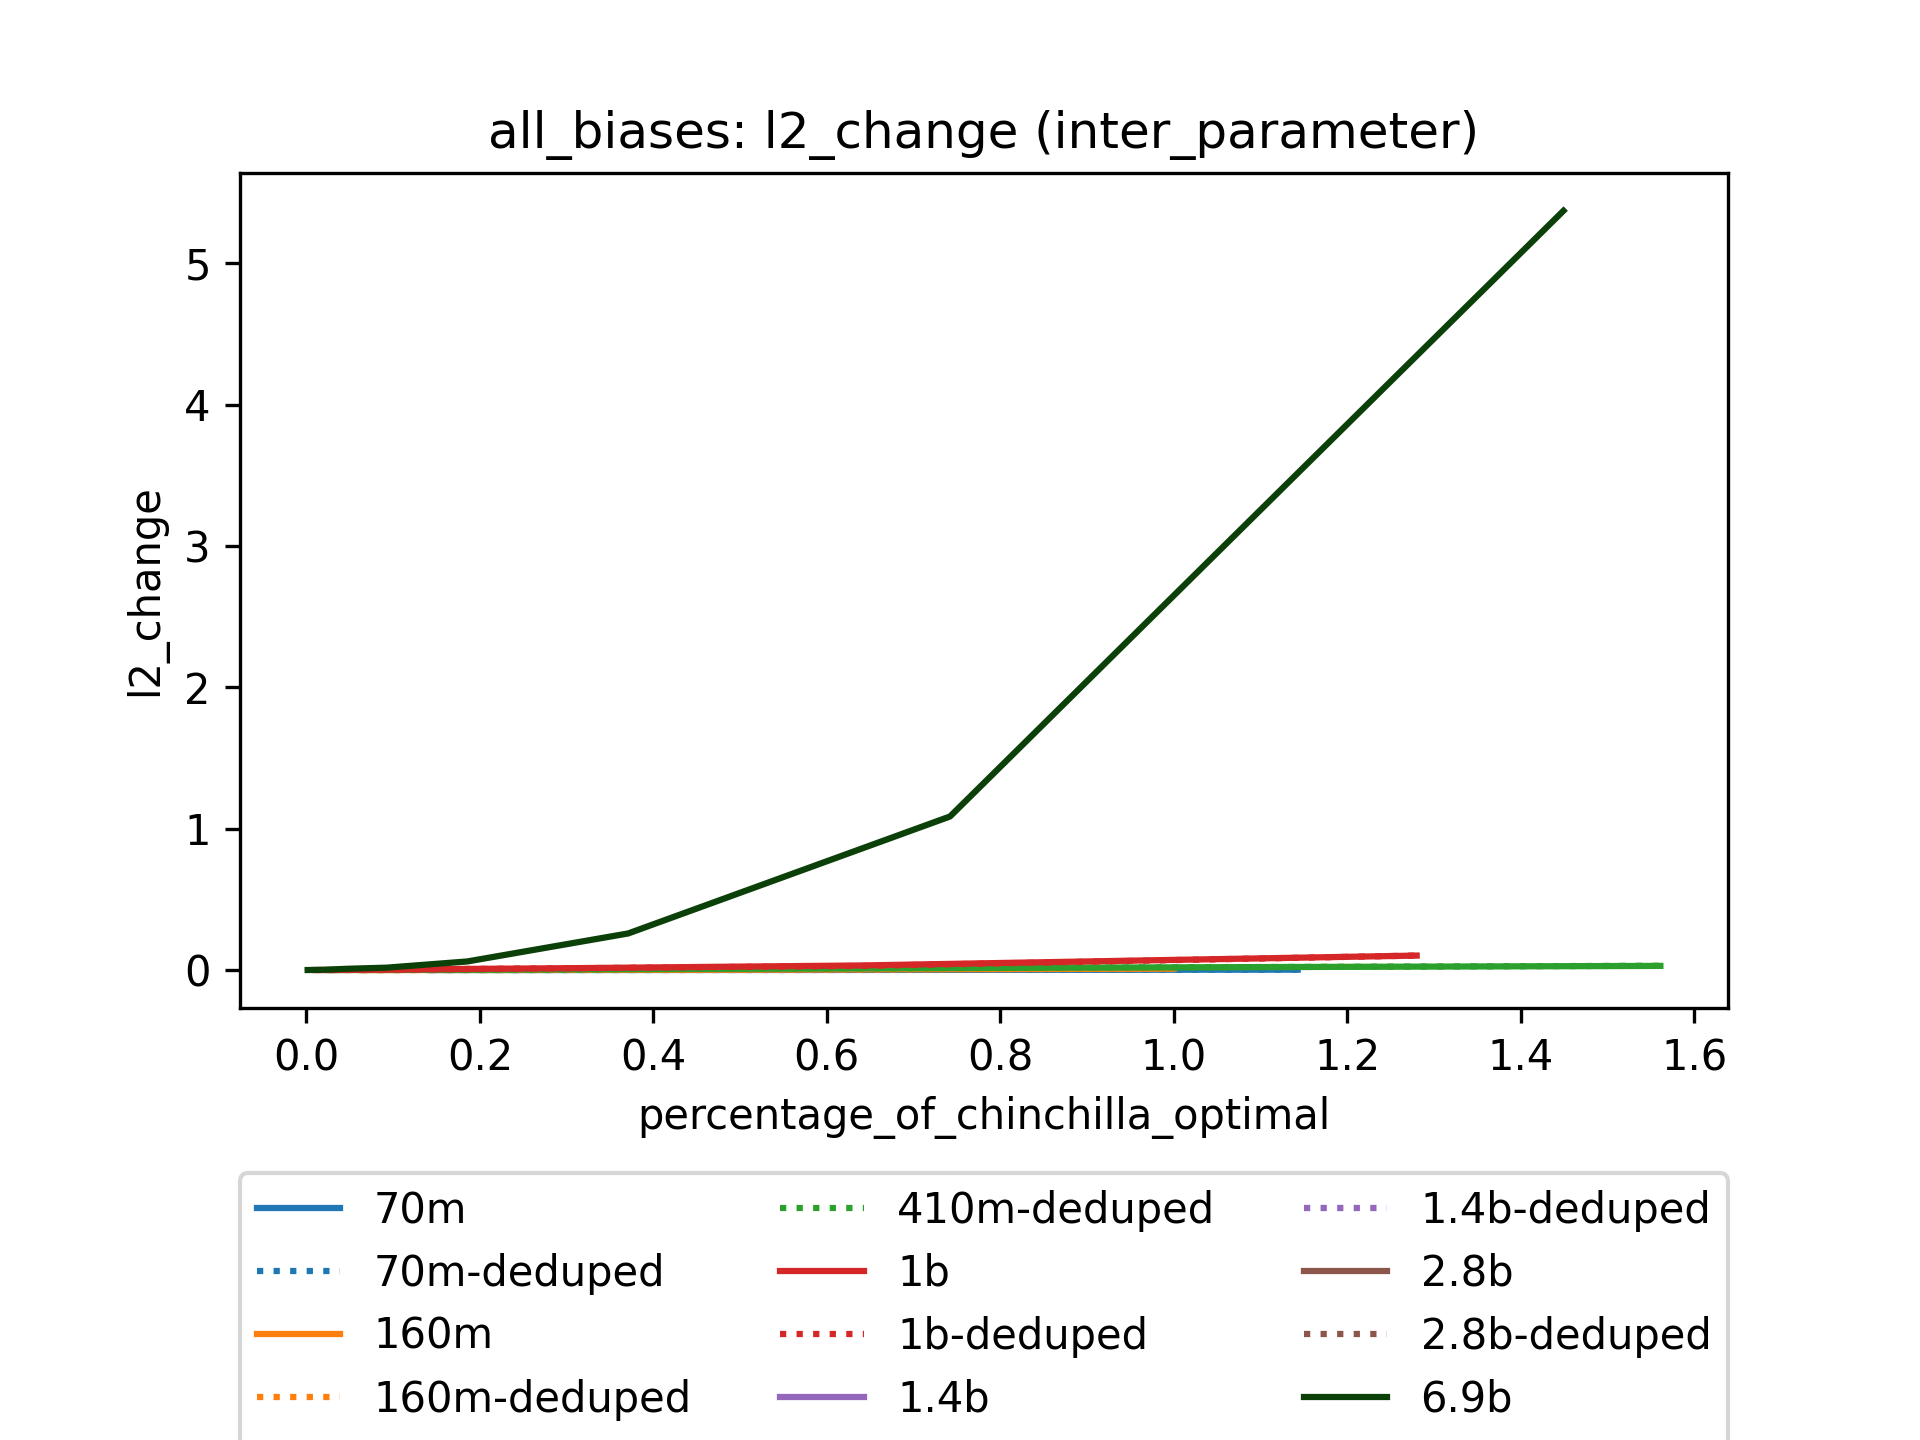 all_biases: l2_change (inter_parameter)
l2_change
5
4
3
2
1
0
0.0 0.2 0.4 0.6 0.8 1.0 1.2 1.4 1.6
percentage_of_chinchilla_optimal
70m
70m-deduped
160m
160m-deduped
410m-deduped
1b
1b-deduped
1.4b
1.4b-deduped
2.8b
2.8b-deduped
6.9b